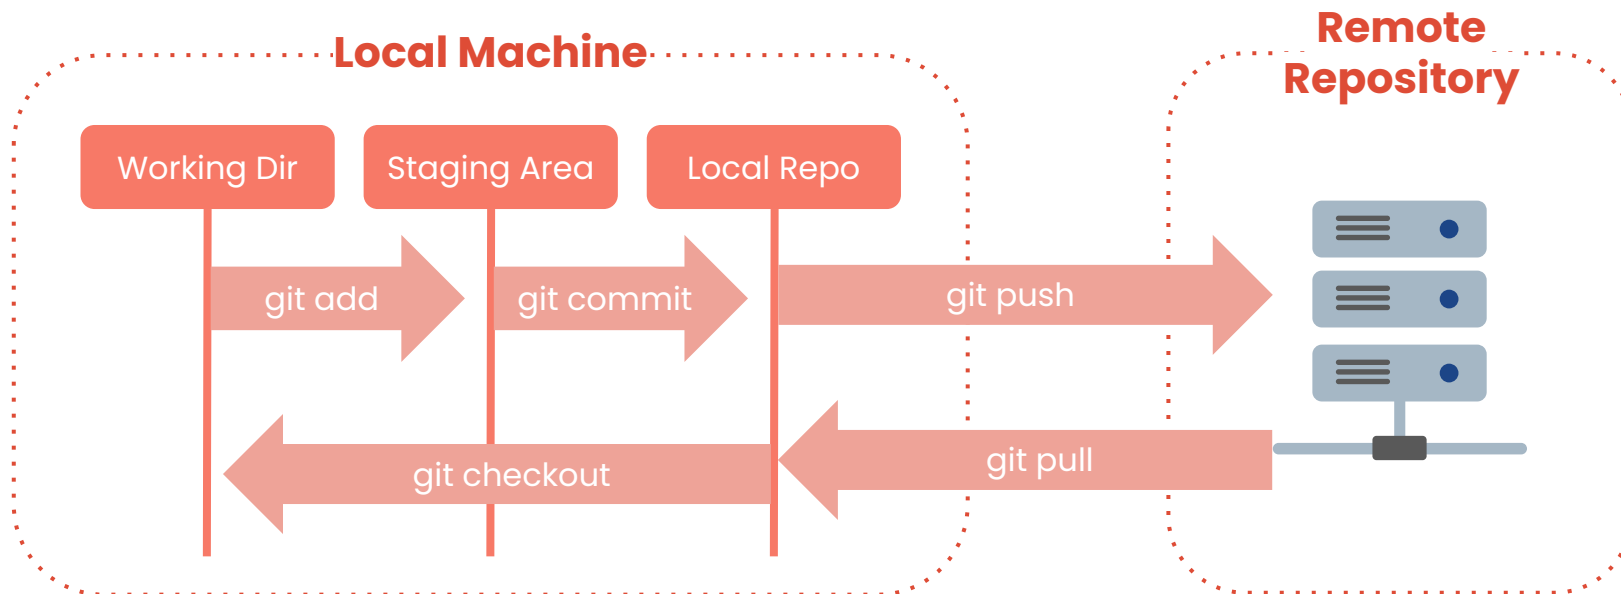 Local Machine
Remote
Repository
Working Dir
Staging Area
Local Repo
git add
git commit
git push
git checkout
git pull